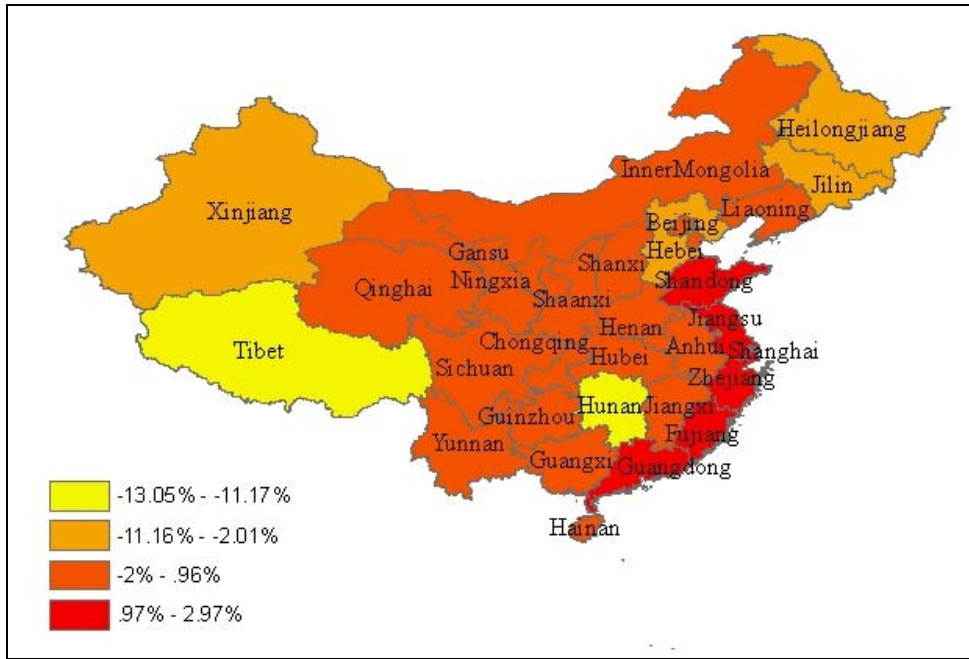 Heilongjiang
InnerMongolia
Jilin
Xinjiang
Beijing
Liaoning
Gansu
Hebei
Shanxi
Qinghai
Ningxia
Shandong
Shaanxi
Jiangsu
Henan
Tibet
Chongqing
Anhui
Shanghai
Hubei
Sichuan
Zhejiang
Guinzhou
Hunan
Jiangxi
Yunnan
Fujiang
Guangxi
Guangdong
Hainan
-13.05% - -11.17%
-11.16% - -2.01%
-2% - .96%
.97% - 2.97%